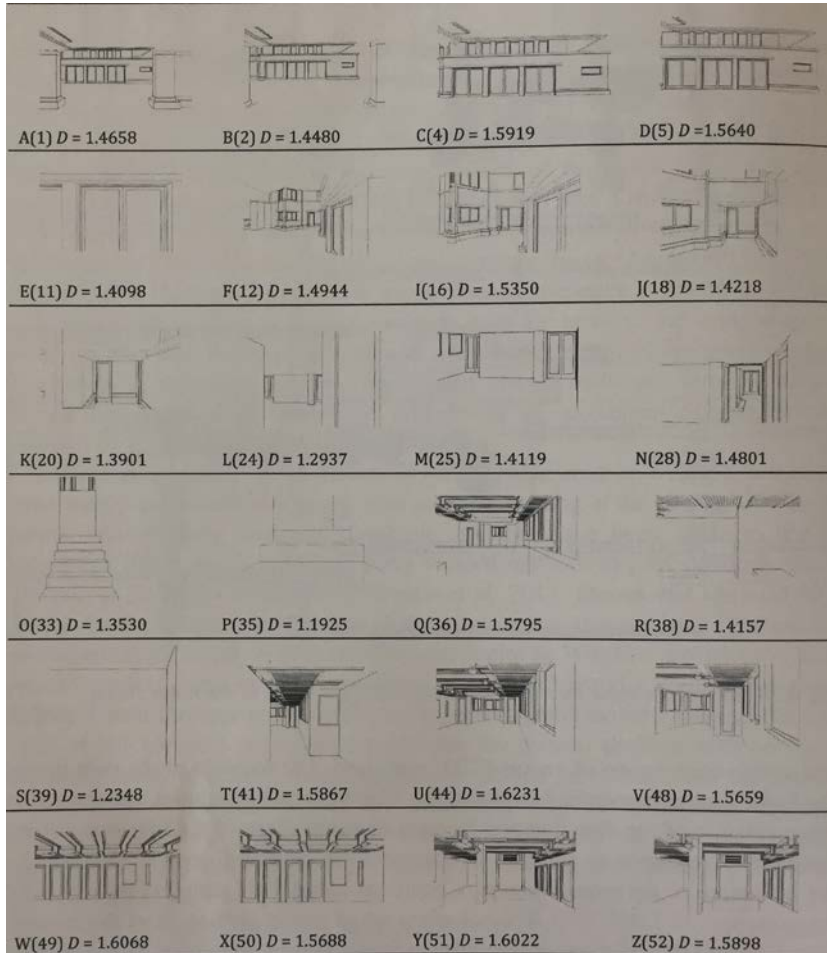 A(1) D = 1.4658 B(2) D = 1.4480 C(4) D = 1.5919 D(5) D =1.5640
E(11) D = 1.4098 F(12) D = 1.4944 I(16) D = 1.5350 J(18) D = 1.4218
K(20) D = 1.3901 L(24) D = 1.2937 M(25) D = 1.4119 N(28) D = 1.4801
O(33) D = 1.3530 P(35) D = 1.1925 Q(36) D = 1.5795 R(38) D = 1.4157
S(39) D = 1.2348 T(41) D = 1.5867 U(44) D = 1.6231 V(48) D = 1.5659
W(49) D = 1.6068 X(50) D = 1.5688 Y(51) D = 1.6022 Z(52) D = 1.5898